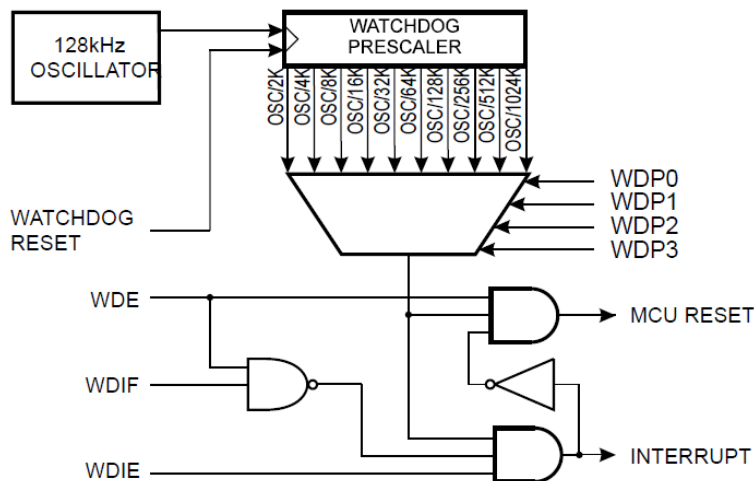 128kHz
OSCILLATOR
WATCHDOG
PRESCALER
OSC/2K
OSC/4K
OSC/8K
OSC/16K
OSC/32K
OSC/64K
OSC/128K
OSC/256K
OSC/512K
OSC/1024K
WATCHDOG
RESET
WDP0
WDP1
WDP2
WDP3
WDE
MCU RESET
WDIF
WDIE
INTERRUPT